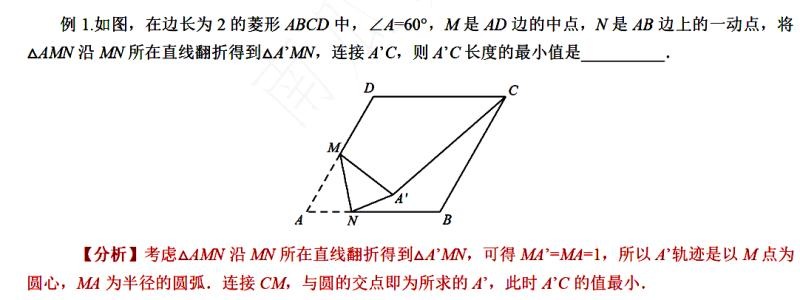 例 1.如图，在边长为 2 的菱形 ABCD 中，∠A=60°，M 是 AD 边的中点，N 是 AB 边上的一动点，将
△AMN 沿 MN 所在直线翻折得到△A’MN，连接 A’C，则 A’C 长度的最小值是__________．
D
C
M
A'
A
N
B
【分析】考虑△AMN 沿 MN 所在直线翻折得到△A’MN，可得 MA’=MA=1，所以 A’轨迹是以 M 点为
圆心，MA 为半径的圆弧．连接 CM，与圆的交点即为所求的 A’，此时 A’C 的值最小．